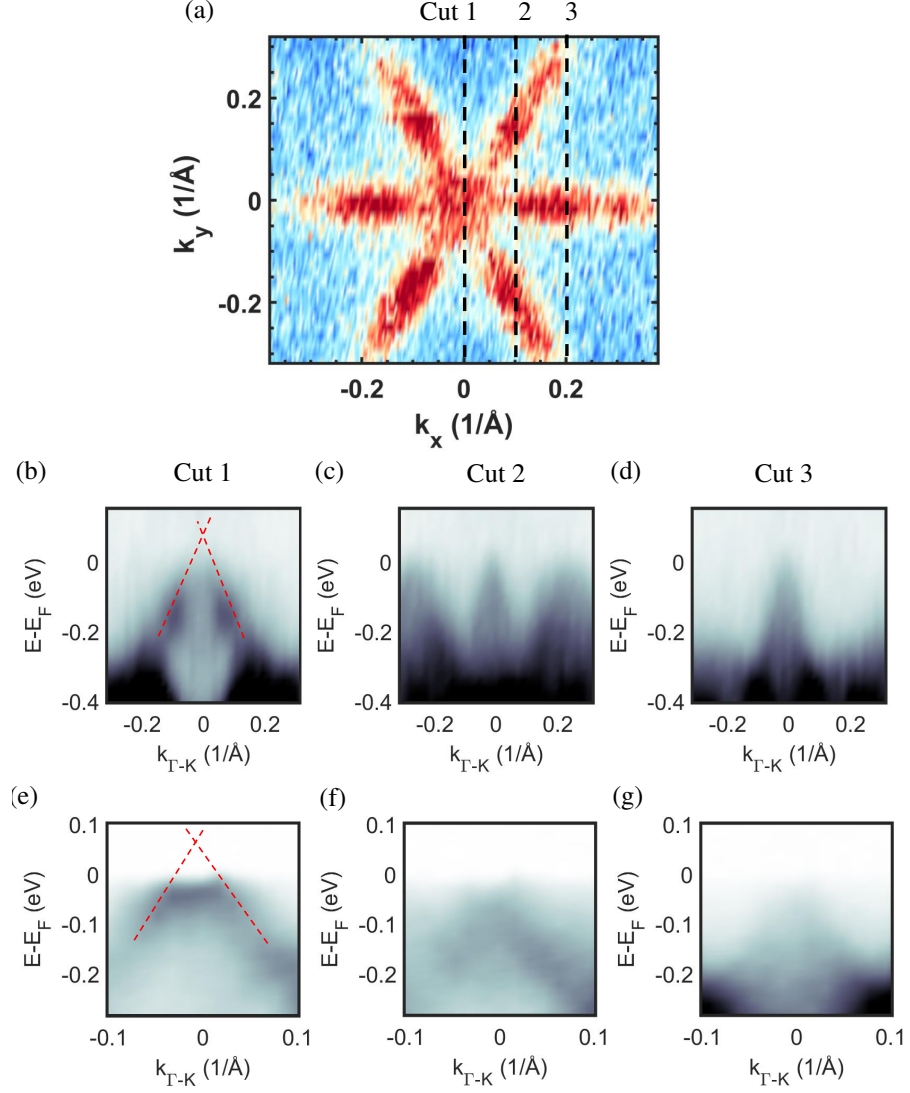 (a) Cut 1 2 3
0.2
0
-0.2
k_y (1/Å)
-0.2 0 0.2
k_x (1/Å)
(b) Cut 1 (c) Cut 2 (d) Cut 3
0
-0.2
-0.4
E-E_F (eV)
-0.2 0 0.2
k_Γ-K (1/Å)
0
-0.2
-0.4
E-E_F (eV)
-0.2 0 0.2
k_Γ-K (1/Å)
0
-0.2
-0.4
E-E_F (eV)
-0.2 0 0.2
k_Γ-K (1/Å)
(e) (f) (g)
0.1
0
-0.1
-0.2
E-E_F (eV)
-0.1 0 0.1
k_Γ-K (1/Å)
0.1
0
-0.1
-0.2
E-E_F (eV)
-0.1 0 0.1
k_Γ-K (1/Å)
0.1
0
-0.1
-0.2
E-E_F (eV)
-0.1 0 0.1
k_Γ-K (1/Å)